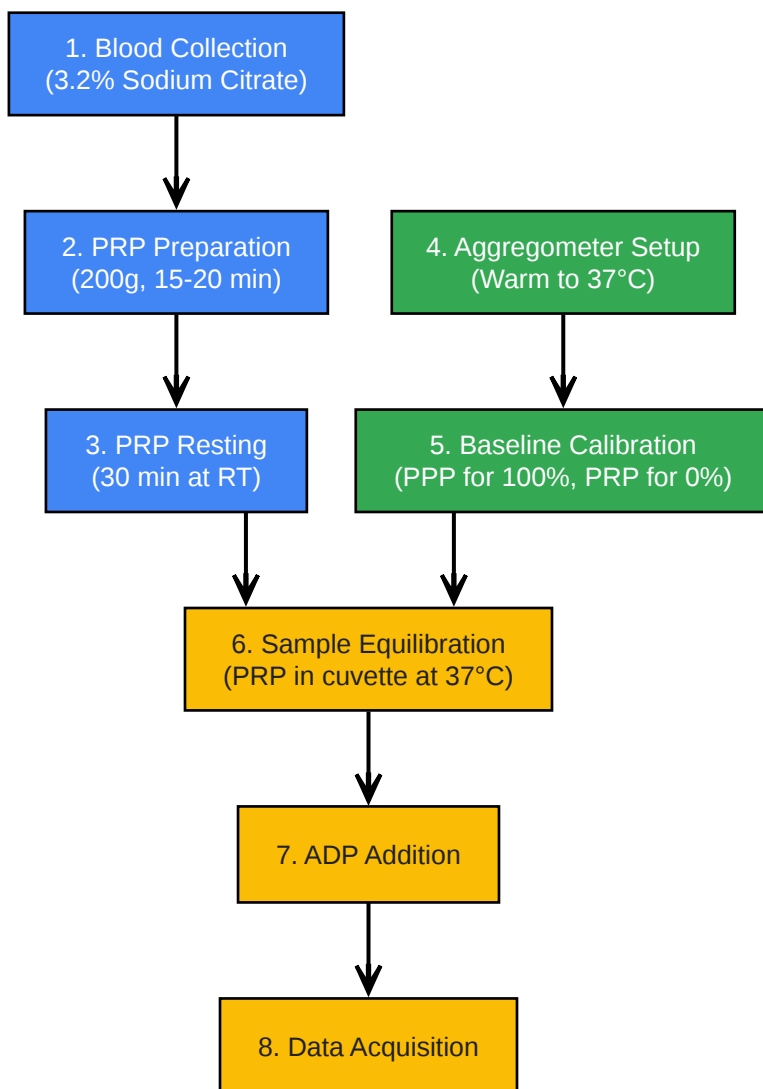 1. Blood Collection
(3.2% Sodium Citrate)
2. PRP Preparation
(200g, 15-20 min)
4. Aggregometer Setup
(Warm to 37°C)
3. PRP Resting
(30 min at RT)
5. Baseline Calibration
(PPP for 100%, PRP for 0%)
6. Sample Equilibration
(PRP in cuvette at 37°C)
7. ADP Addition
8. Data Acquisition